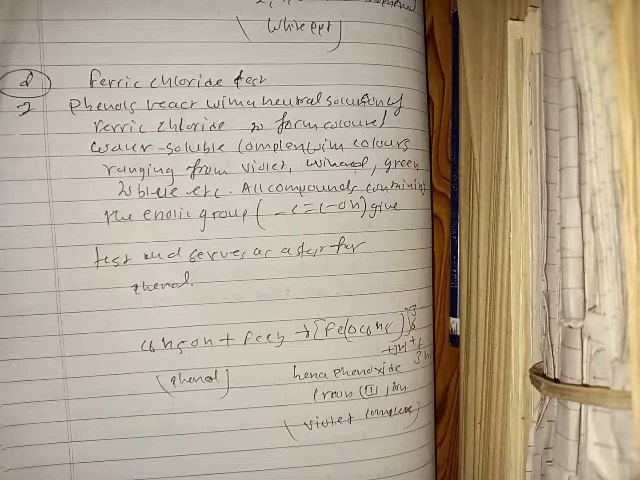 (White ppt)
d ferric chloride test
2 Phenols react with a neutral solution of
ferric chloride to form coloured
water-soluble complex with colours
ranging from violet, wine red, green
to blue etc. All compounds containing
the enolic group (-C=C-OH) give
test and serves as a test for
phenol.
C6H5OH + FeCl3 → [Fe(OC6H5)6]3-
+ 3HCl
(phenol) hexa phenoxide
iron (III) ion
(violet complex)